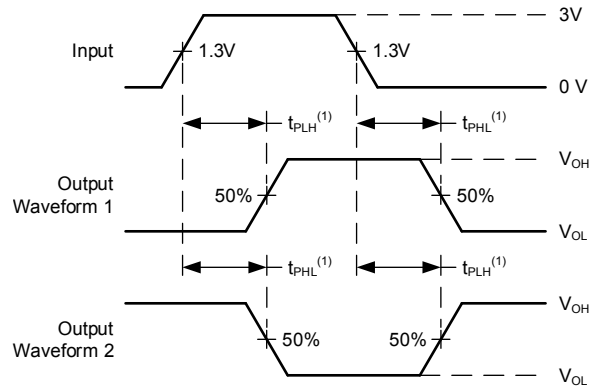 3V
Input
1.3V
1.3V
0 V
tPLH(1)
tPHL(1)
VOH
Output
Waveform 1
50%
50%
VOL
tPHL(1)
tPLH(1)
VOH
Output
Waveform 2
50%
50%
VOL